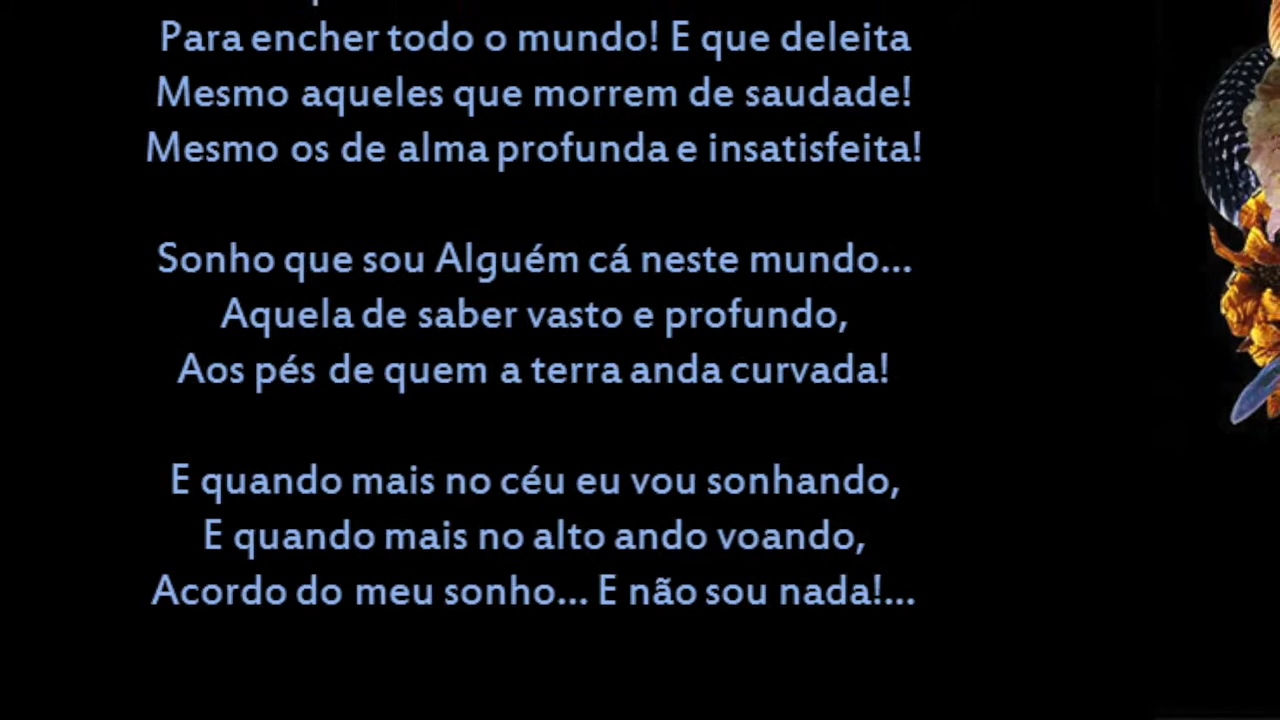 Para encher todo o mundo! E que deleita
Mesmo aqueles que morrem de saudade!
Mesmo os de alma profunda e insatisfeita!
Sonho que sou Alguém cá neste mundo...
Aquela de saber vasto e profundo,
Aos pés de quem a terra anda curvada!
E quando mais no céu eu vou sonhando,
E quando mais no alto ando voando,
Acordo do meu sonho... E não sou nada!...